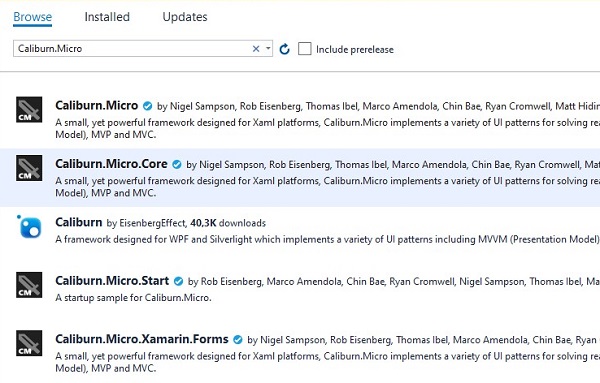 Browse Installed Updates
Caliburn.Micro Include prerelease
Caliburn.Micro by Nigel Sampson, Rob Eisenberg, Thomas Ibel, Marco Amendola, Chin Bae, Ryan Cromwell, Matt Hidin
CM A small, yet powerful framework designed for Xaml platforms, Caliburn.Micro implements a variety of UI patterns for solving rea
Model), MVP and MVC.
Caliburn.Micro.Core by Nigel Sampson, Rob Eisenberg, Thomas Ibel, Marco Amendola, Chin Bae, Ryan Cromwell, Mat
CM A small, yet powerful framework designed for Xaml platforms, Caliburn.Micro implements a variety of UI patterns for solving rea
Model), MVP and MVC.
Caliburn by EisenbergEffect, 40,3K downloads
A framework designed for WPF and Silverlight which implements a variety of UI patterns including MVVM (Presentation Model)
Caliburn.Micro.Start by Rob Eisenberg, Marco Amendola, Chin Bae, Ryan Cromwell, Nigel Sampson, Thomas Ibel, Ma
CM A startup sample for Caliburn.Micro.
Caliburn.Micro.Xamarin.Forms by Nigel Sampson, Rob Eisenberg, Thomas Ibel, Marco Amendola, Chin Bae, Ryan C
CM A small, yet powerful framework designed for Xaml platforms, Caliburn.Micro implements a variety of UI patterns for solving rea
Model), MVP and MVC.